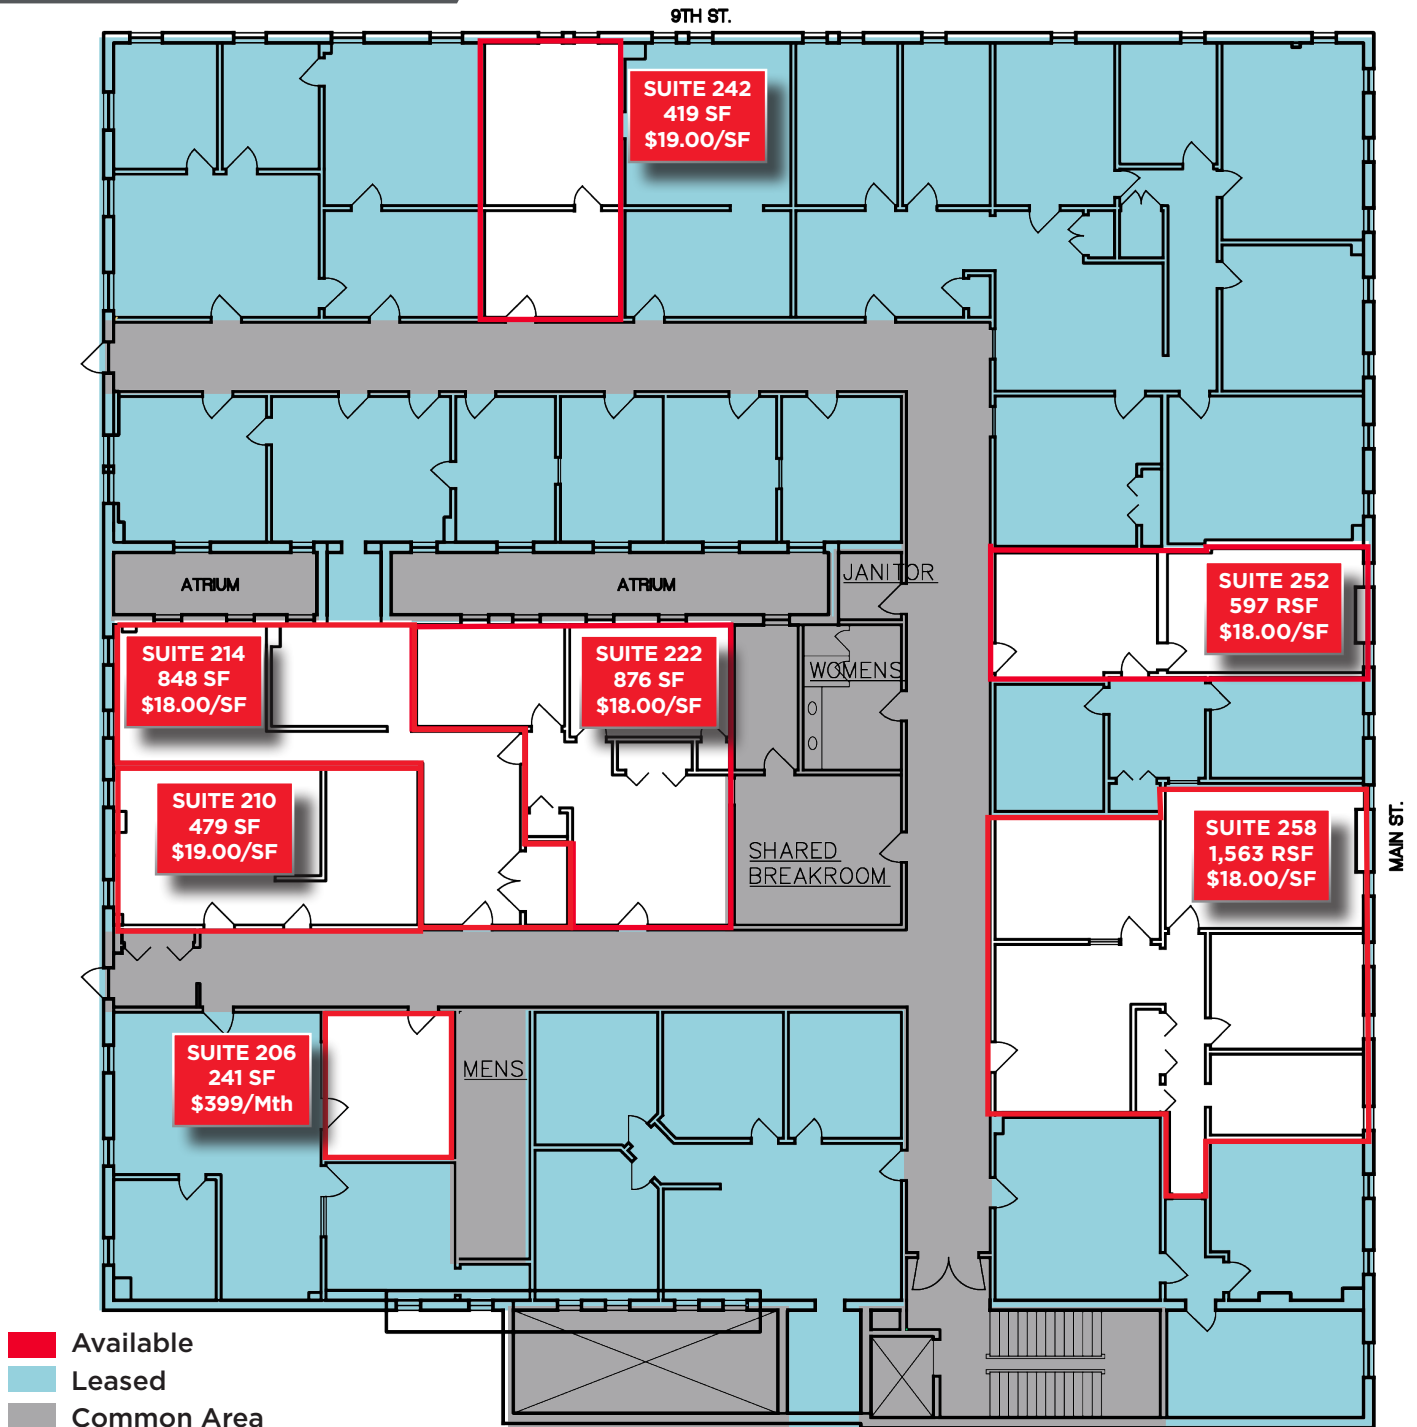 9TH ST.
SUITE 242
419 SF
$19.00/SF
ATRIUM
ATRIUM
JANITOR
SUITE 252
597 RSF
$18.00/SF
SUITE 214
848 SF
$18.00/SF
SUITE 222
876 SF
$18.00/SF
WOMENS
SUITE 210
479 SF
$19.00/SF
SHARED
BREAKROOM
SUITE 258
1,563 RSF
$18.00/SF
MAIN ST.
SUITE 206
241 SF
$399/Mth
MENS
Available
Leased
Common Area